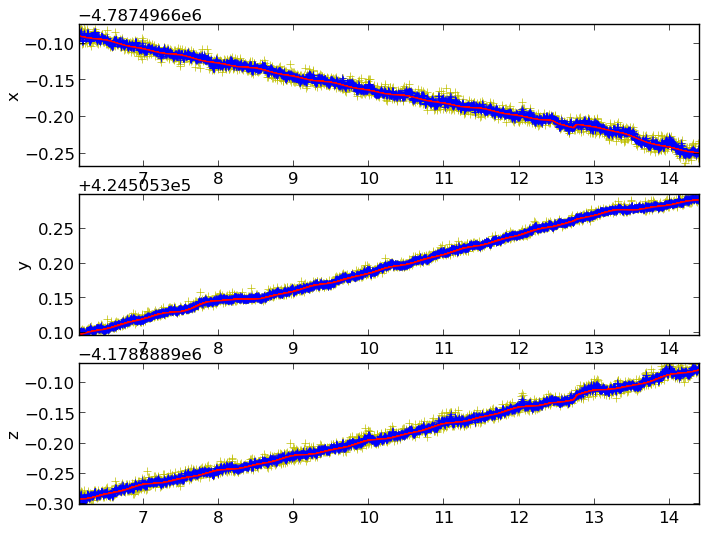 −4.7874966e6
−0.10
−0.15
−0.20
−0.25
x
7 8 9 10 11 12 13 14
+4.245053e5
0.25
0.20
0.15
0.10
y
7 8 9 10 11 12 13 14
−4.1788889e6
−0.10
−0.15
−0.20
−0.25
−0.30
z
7 8 9 10 11 12 13 14